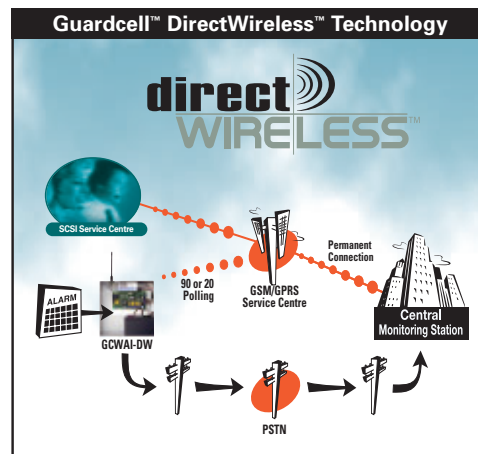 Guardcell™ DirectWireless™ Technology
direct
WIRELESS™
SCSI Service Centre
Permanent
Connection
90 or 20
Polling
GSM/GPRS
Service Centre
ALARM
GCWAI-DW
Central
Monitoring Station
PSTN